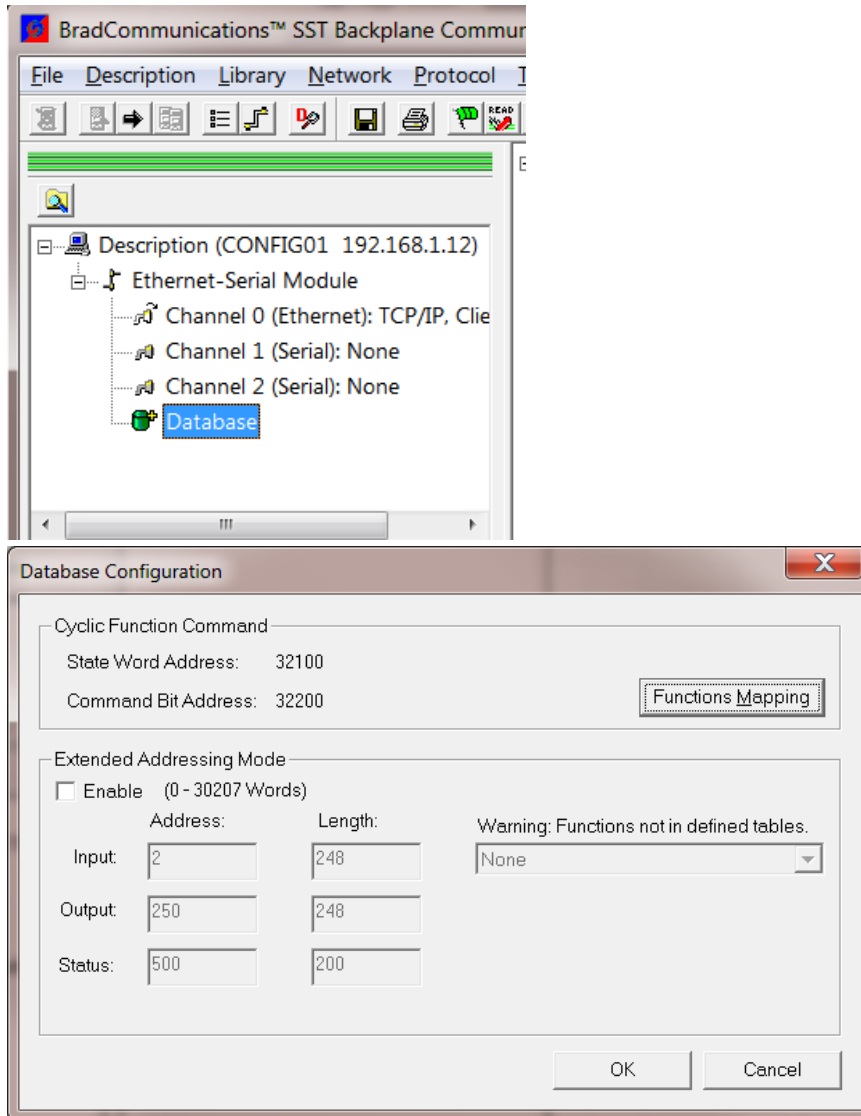 BradCommunications™ SST Backplane Commur
File Description Library Network Protocol T
READ
Description (CONFIG01 192.168.1.12)
Ethernet-Serial Module
Channel 0 (Ethernet): TCP/IP, Clie
Channel 1 (Serial): None
Channel 2 (Serial): None
Database
Database Configuration
Cyclic Function Command
State Word Address: 32100
Command Bit Address: 32200
Functions Mapping
Extended Addressing Mode
Enable (0 - 30207 Words)
Address: Length:
Warning: Functions not in defined tables.
Input: 2 248 None
Output: 250 248
Status: 500 200
OK Cancel